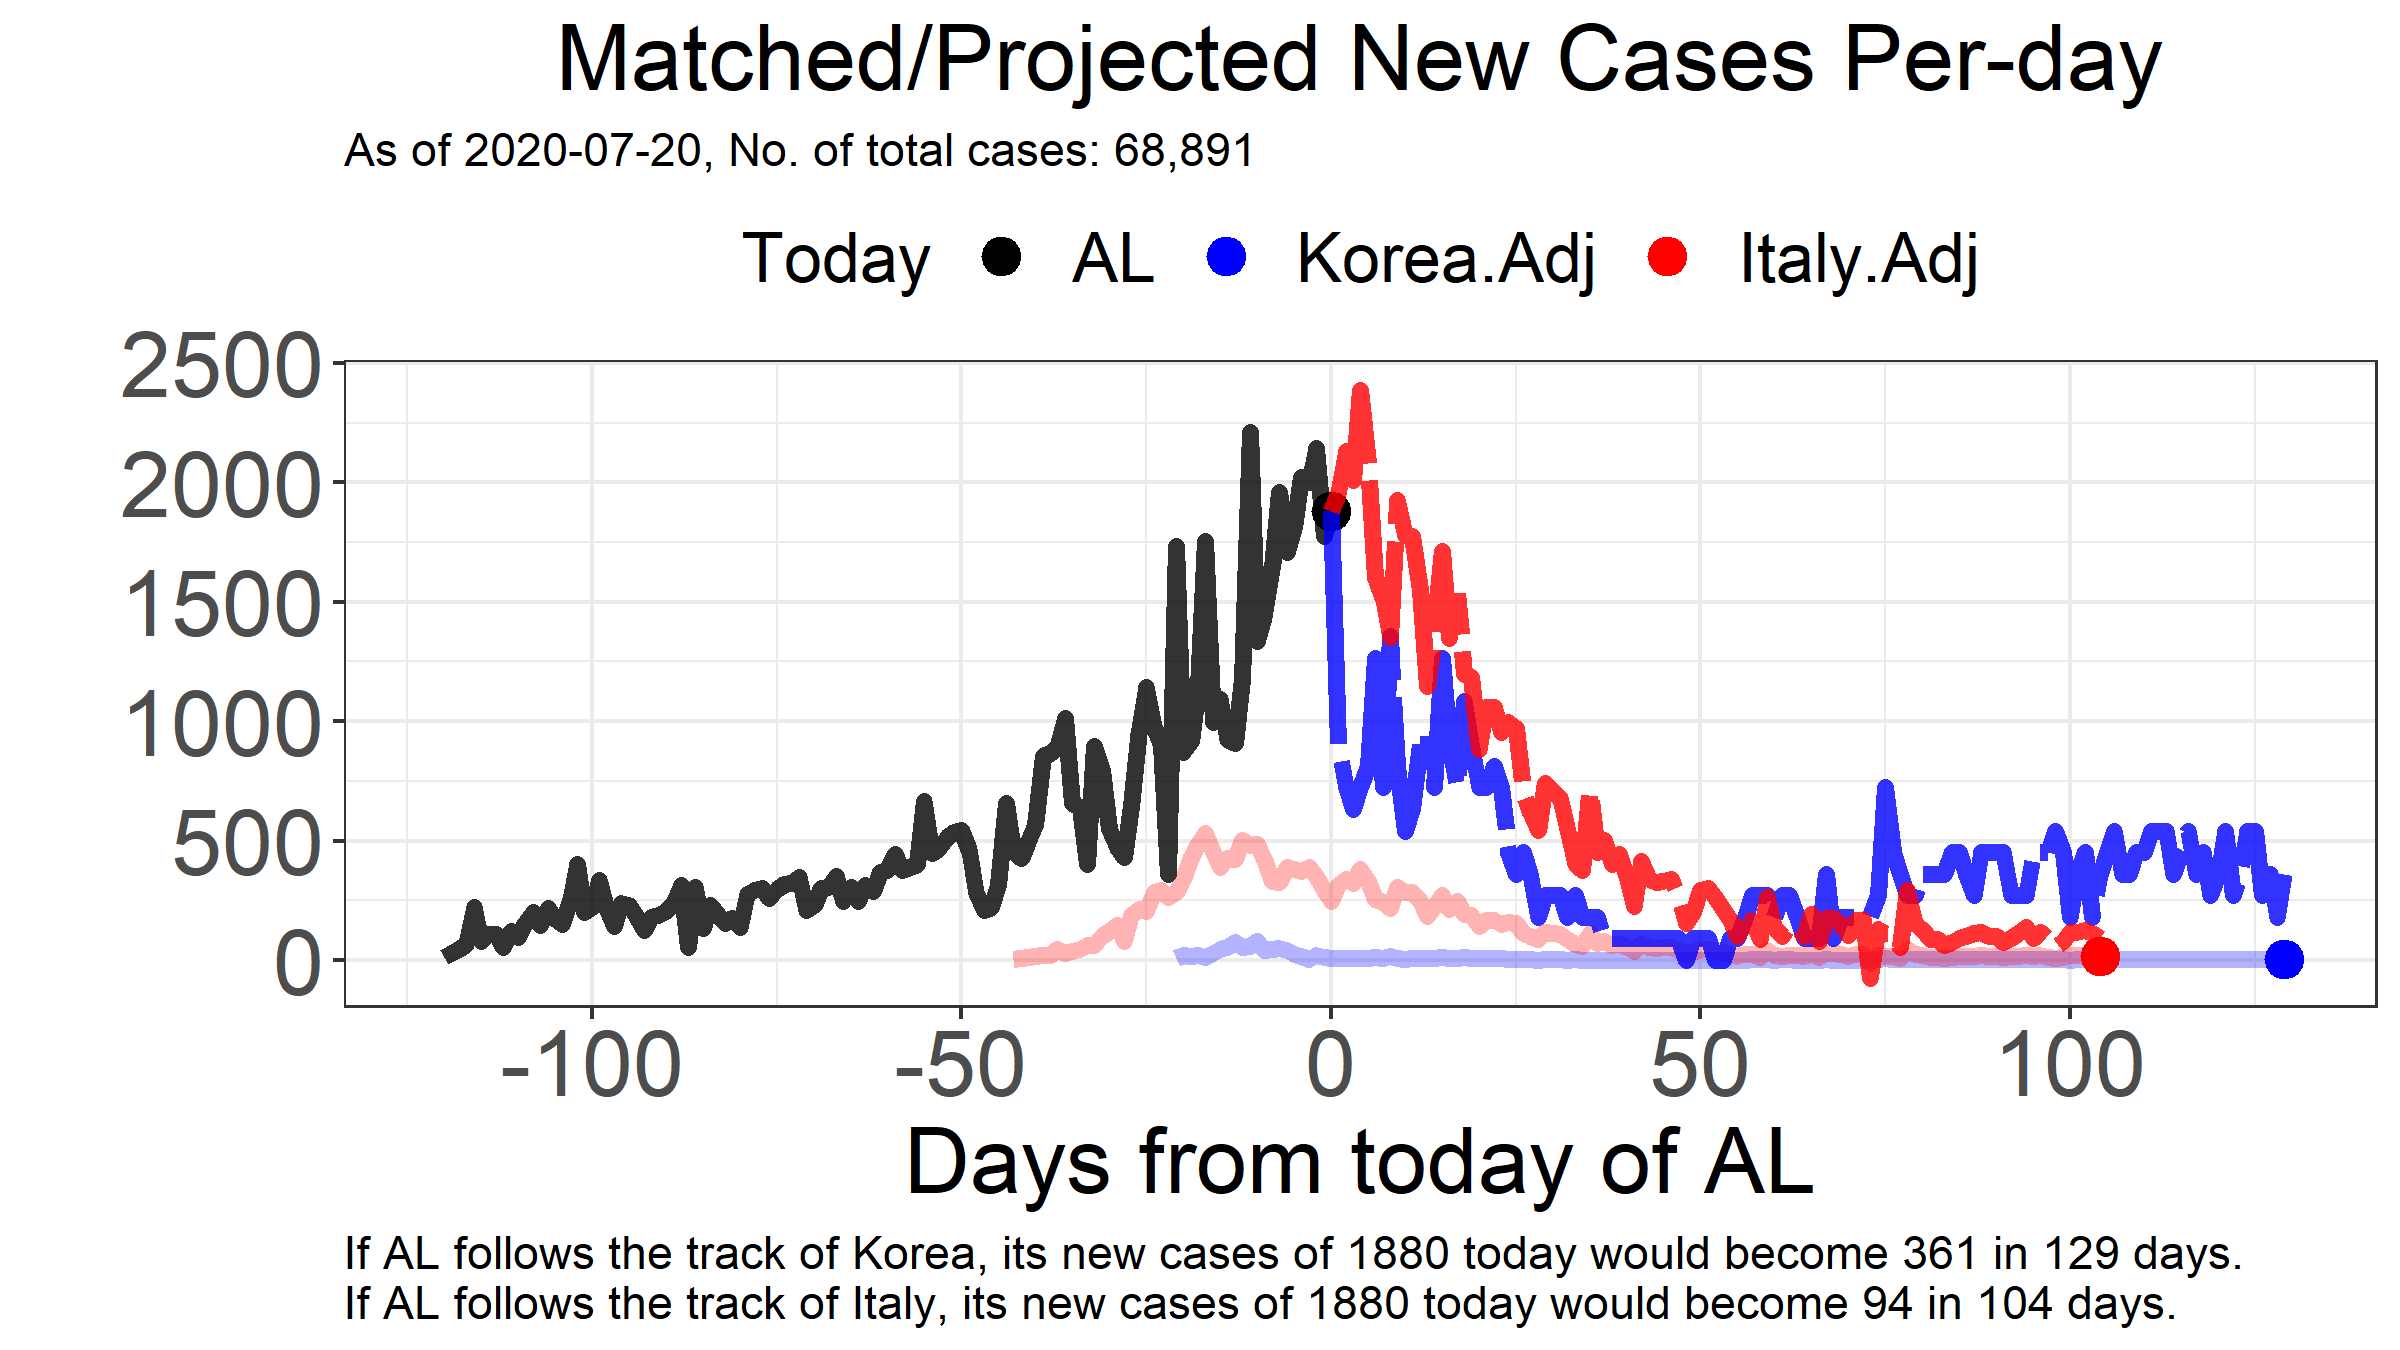 Matched/Projected New Cases Per-day
As of 2020-07-20, No. of total cases: 68,891
Today AL Korea.Adj Italy.Adj
2500
2000
1500
1000
500
0
-100 -50 0 50 100
Days from today of AL
If AL follows the track of Korea, its new cases of 1880 today would become 361 in 129 days.
If AL follows the track of Italy, its new cases of 1880 today would become 94 in 104 days.